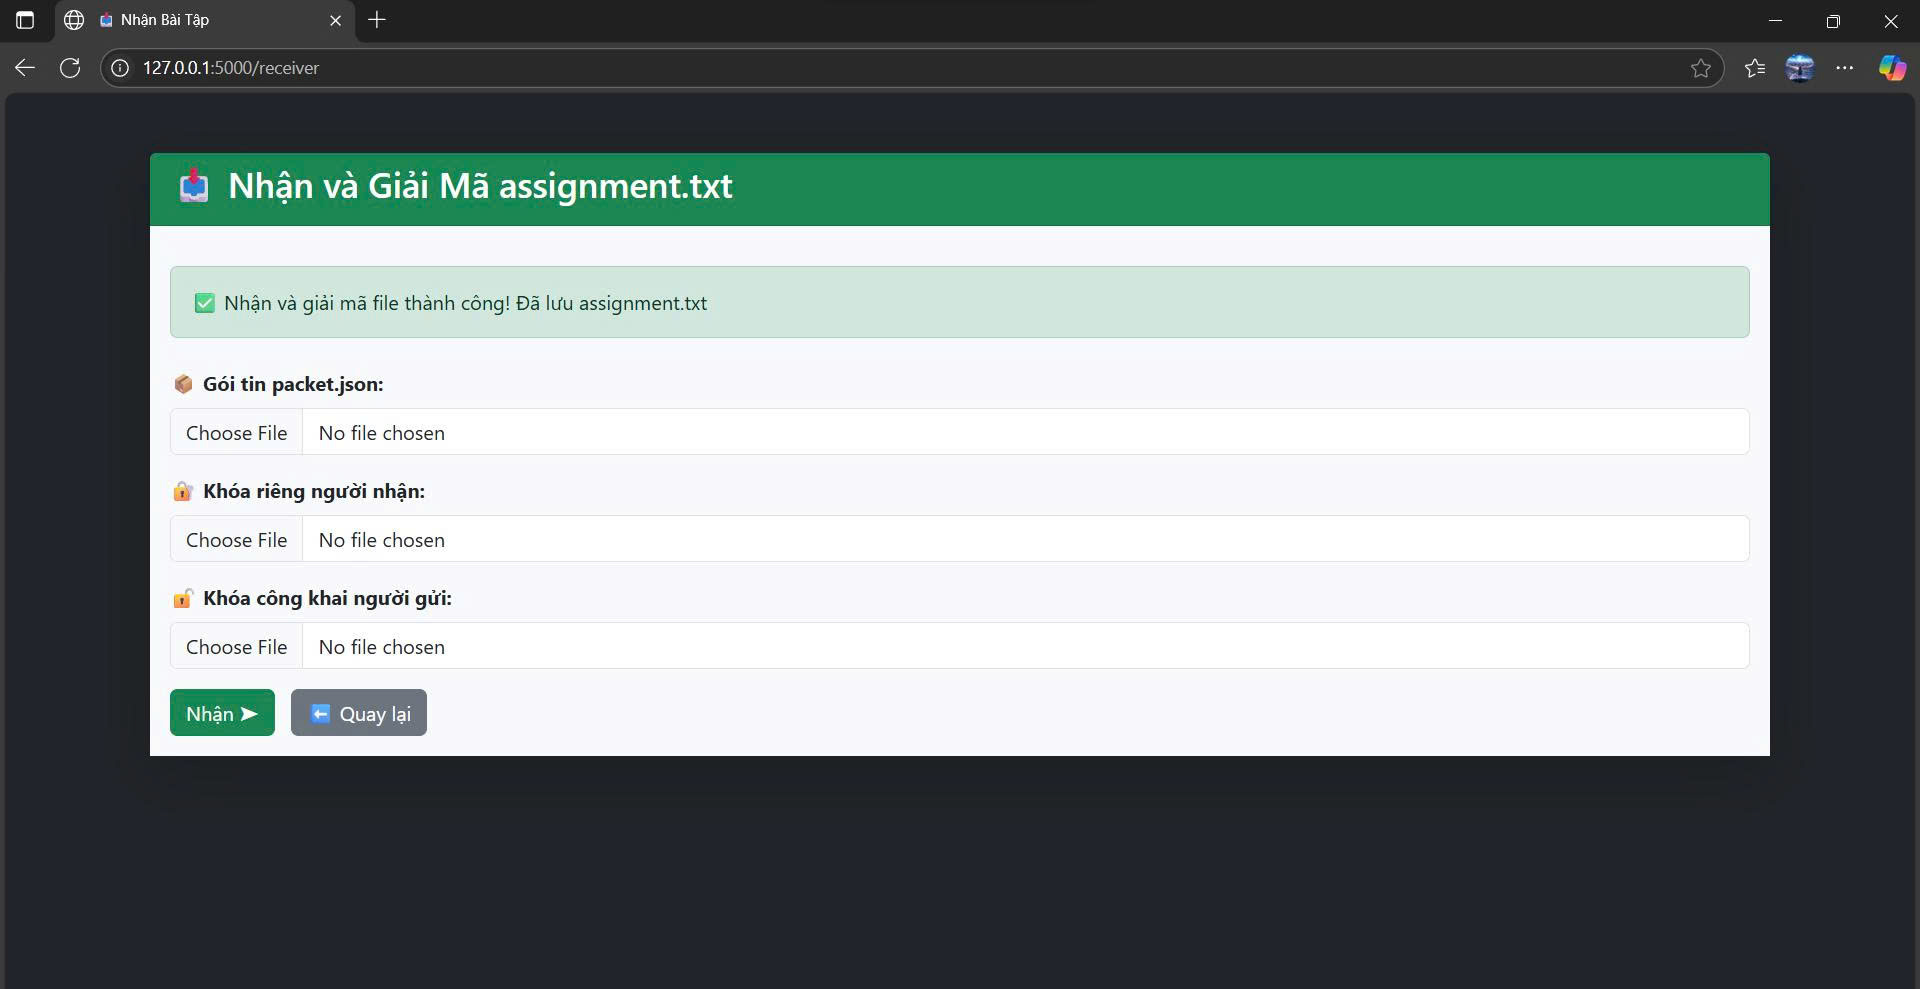 Nhận Bài Tập
127.0.0.1:5000/receiver
Nhận và Giải Mã assignment.txt
Nhận và giải mã file thành công! Đã lưu assignment.txt
Gói tin packet.json:
Choose File No file chosen
Khóa riêng người nhận:
Choose File No file chosen
Khóa công khai người gửi:
Choose File No file chosen
Nhận ➤ Quay lại